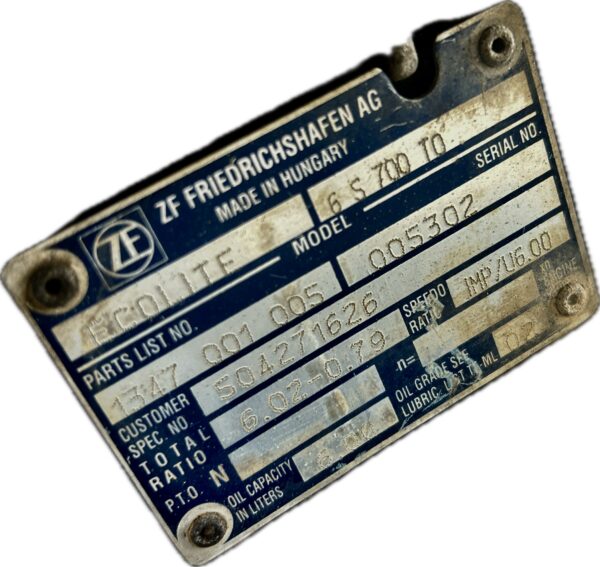 ZF
ZF FRIEDRICHSHAFEN AG
MADE IN HUNGARY
ECOLITE
MODEL
6 S 700 TO
PARTS LIST NO.
SERIAL NO.
1347 001 005
005302
CUSTOMER
SPEC. NO.
504271626
SPEEDO
RATIO
IMP/U6.00
TOTAL
RATIO
6.02-0.79
-n=
P.T.O
N
OIL CAPACITY
IN LITERS
OIL GRADE SEE
LUBRIC. LIST TE-ML
02